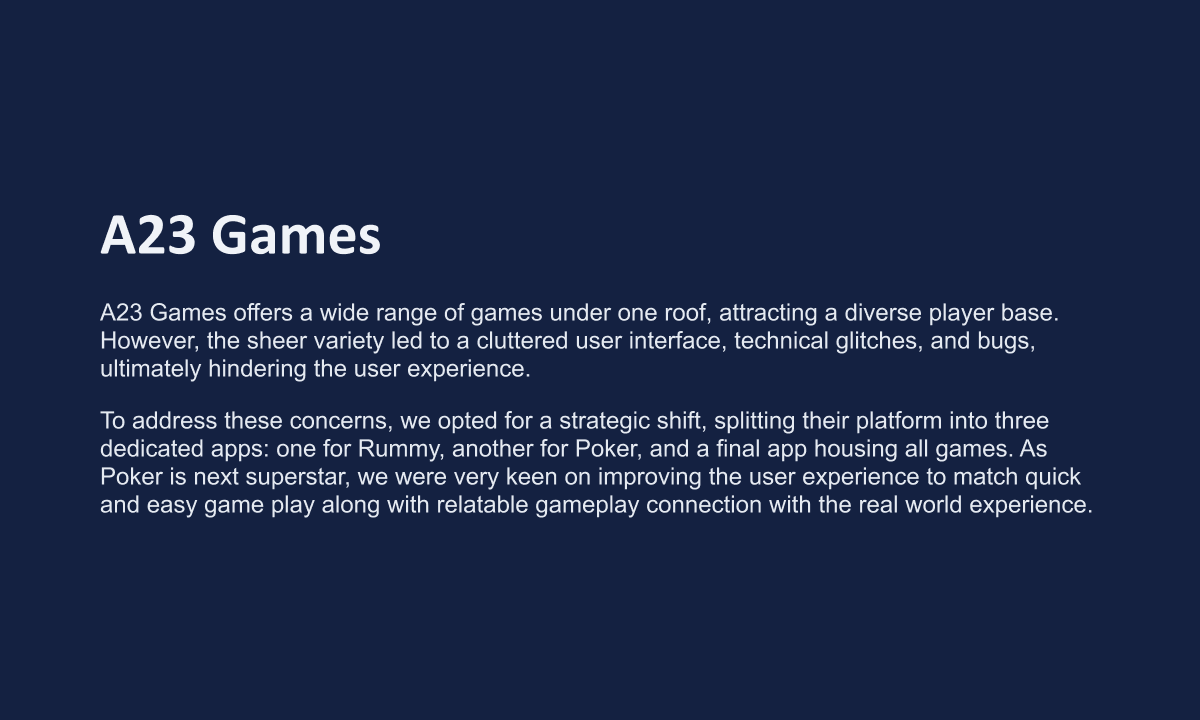 A23 Games
A23 Games offers a wide range of games under one roof, attracting a diverse player base.
However, the sheer variety led to a cluttered user interface, technical glitches, and bugs,
ultimately hindering the user experience.
To address these concerns, we opted for a strategic shift, splitting their platform into three
dedicated apps: one for Rummy, another for Poker, and a final app housing all games. As
Poker is next superstar, we were very keen on improving the user experience to match quick
and easy game play along with relatable gameplay connection with the real world experience.